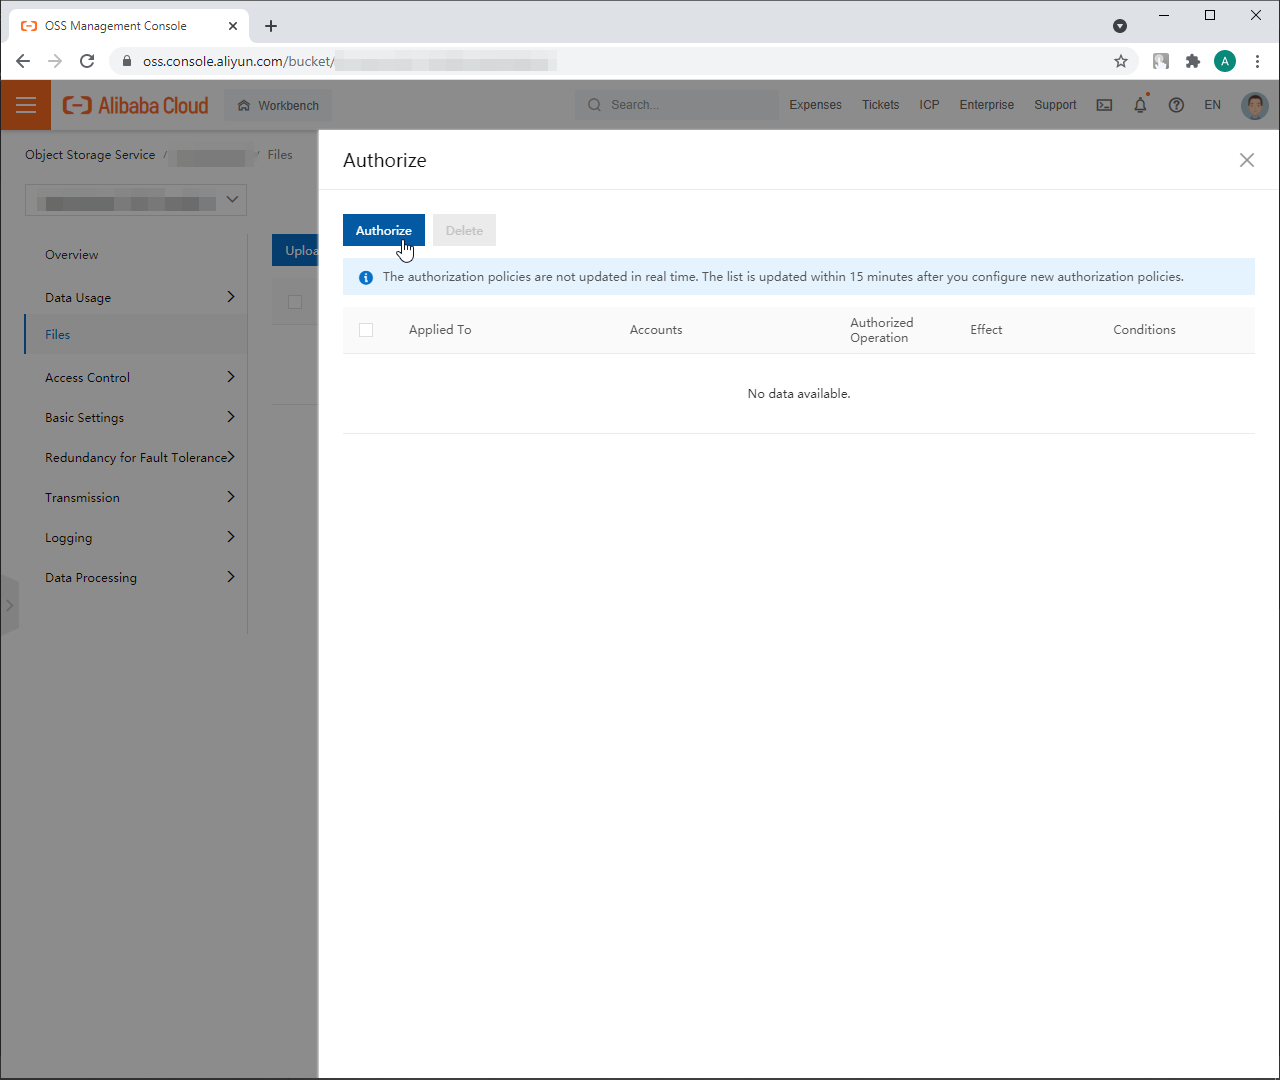 OSS Management Console
oss.console.aliyun.com/bucket/
A
Alibaba Cloud
Workbench
Search...
Expenses
Tickets
ICP
Enterprise
Support
EN
Object Storage Service / / Files
Authorize
Authorize
Delete
Uploa
The authorization policies are not updated in real time. The list is updated within 15 minutes after you configure new authorization policies.
Applied To
Accounts
Authorized
Operation
Effect
Conditions
No data available.
Overview
Data Usage
Files
Access Control
Basic Settings
Redundancy for Fault Tolerance
Transmission
Logging
Data Processing